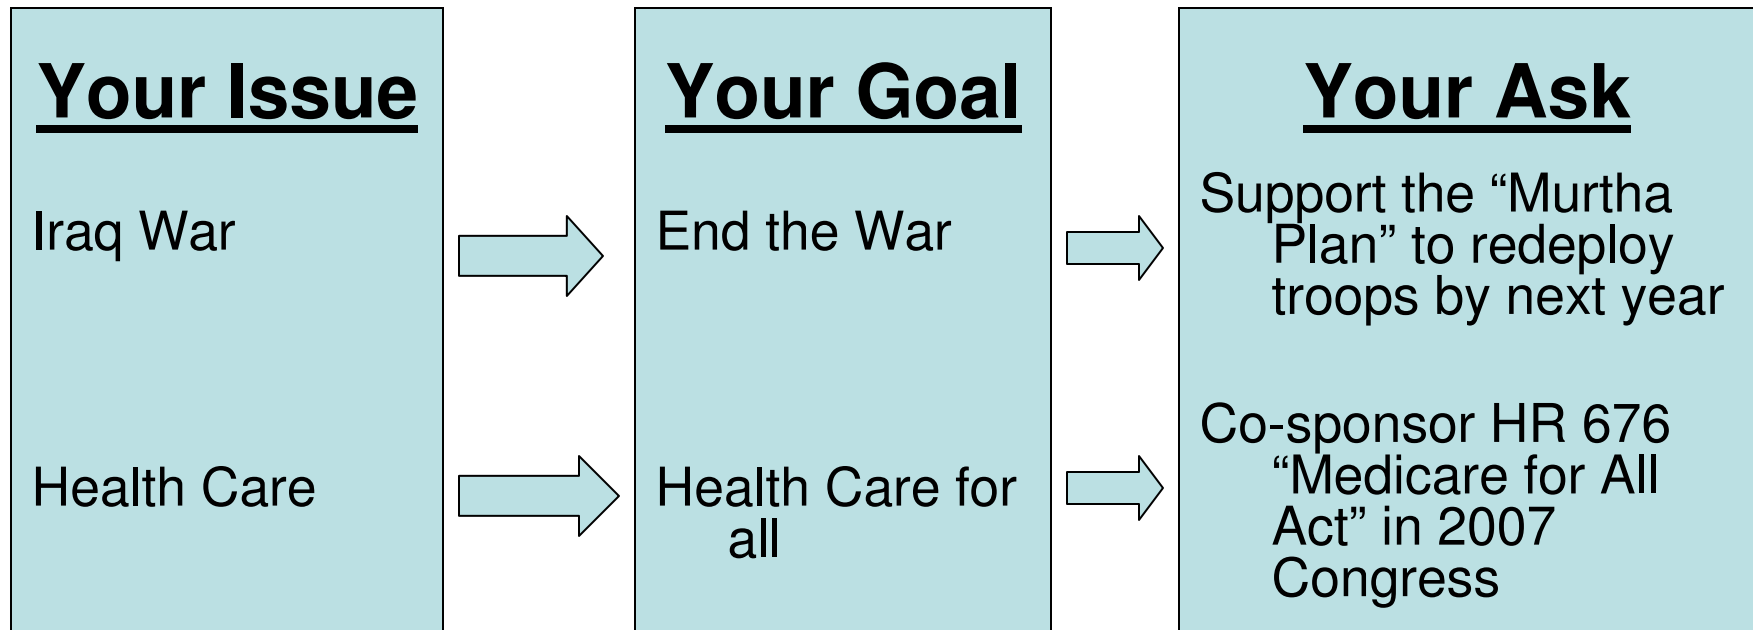 Your Issue
Iraq War
Health Care
Your Goal
End the War
Health Care for
all
Your Ask
Support the “Murtha
Plan” to redeploy
troops by next year
Co-sponsor HR 676
“Medicare for All
Act” in 2007
Congress